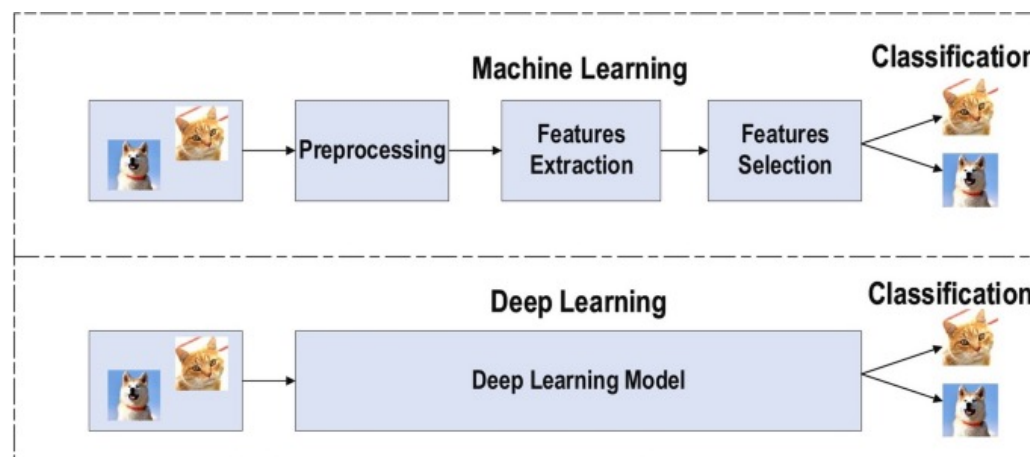 Machine Learning
Classification
Preprocessing
Features
Extraction
Features
Selection
Deep Learning
Classification
Deep Learning Model